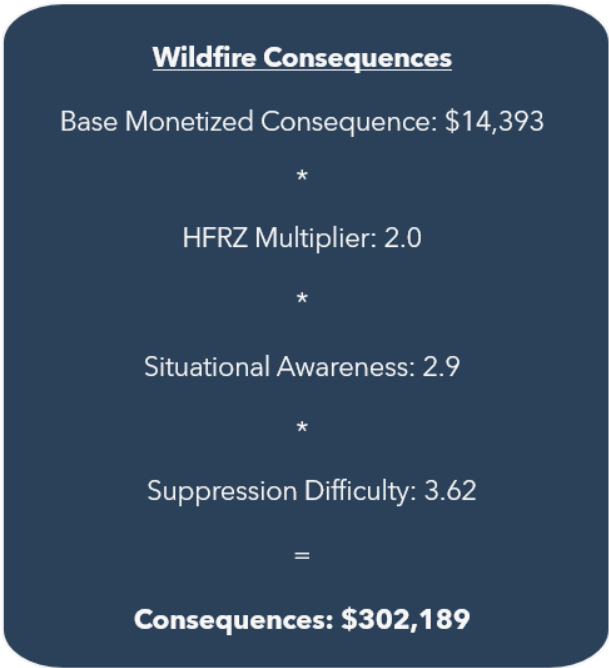 Wildfire Consequences
Base Monetized Consequence: $14,393
*
HFRZ Multiplier: 2.0
*
Situational Awareness: 2.9
*
Suppression Difficulty: 3.62
=
Consequences: $302,189